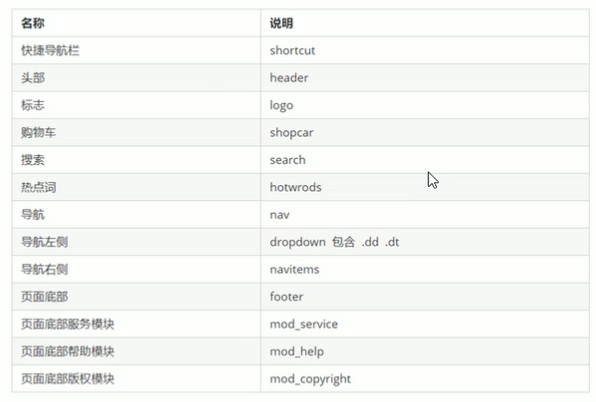 名称 说明
快捷导航栏 shortcut
头部 header
标志 logo
购物车 shopcar
搜索 search
热点词 hotwrods
导航 nav
导航左侧 dropdown 包含 .dd .dt
导航右侧 navitems
页面底部 footer
页面底部服务模块 mod_service
页面底部帮助模块 mod_help
页面底部版权模块 mod_copyright